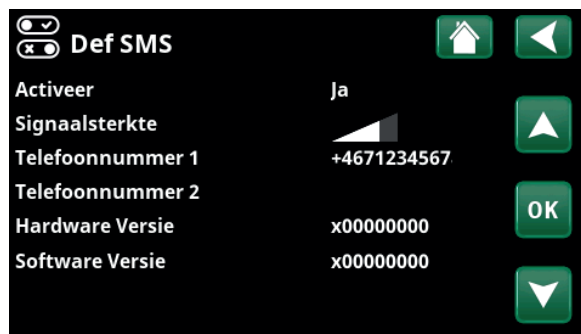 Def SMS
Activeer Ja
Signaalsterkte
Telefoonnummer 1 +4671234567
Telefoonnummer 2
OK
Hardware Versie x00000000
Software Versie x00000000